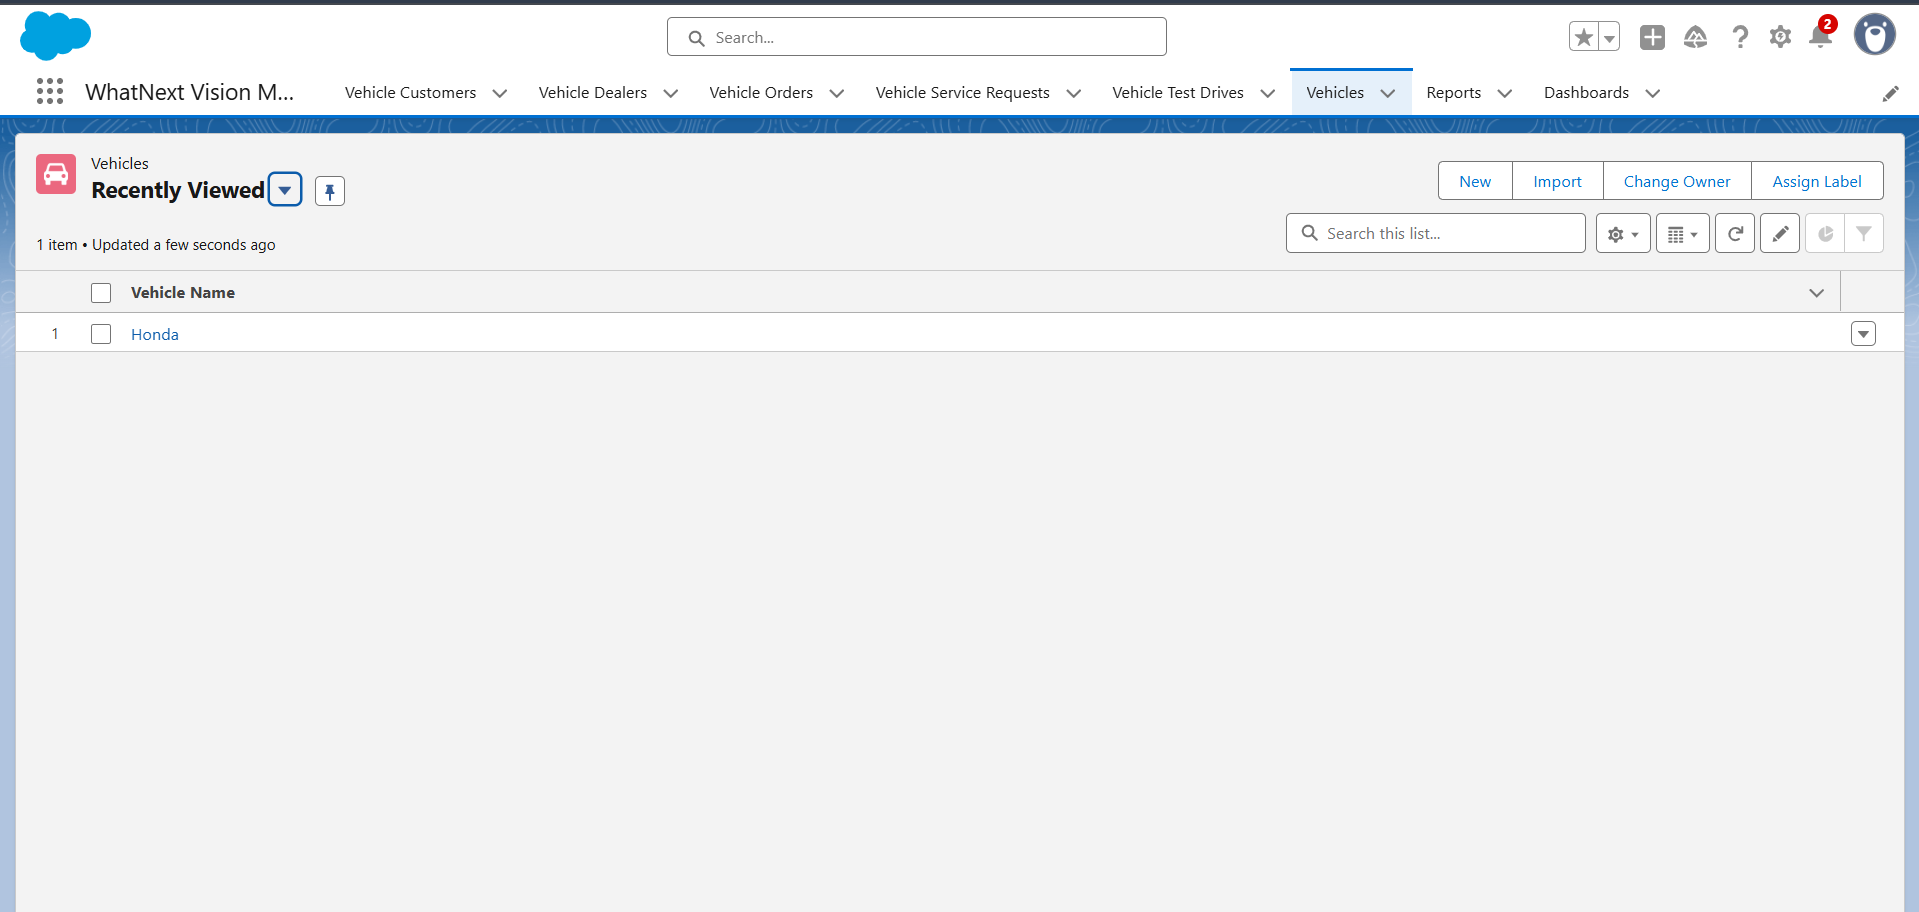 Search...
2
WhatNext Vision M...
Vehicle Customers
Vehicle Dealers
Vehicle Orders
Vehicle Service Requests
Vehicle Test Drives
Vehicles
Reports
Dashboards
Vehicles
Recently Viewed
New
Import
Change Owner
Assign Label
1 item • Updated a few seconds ago
Search this list...
Vehicle Name
1
Honda